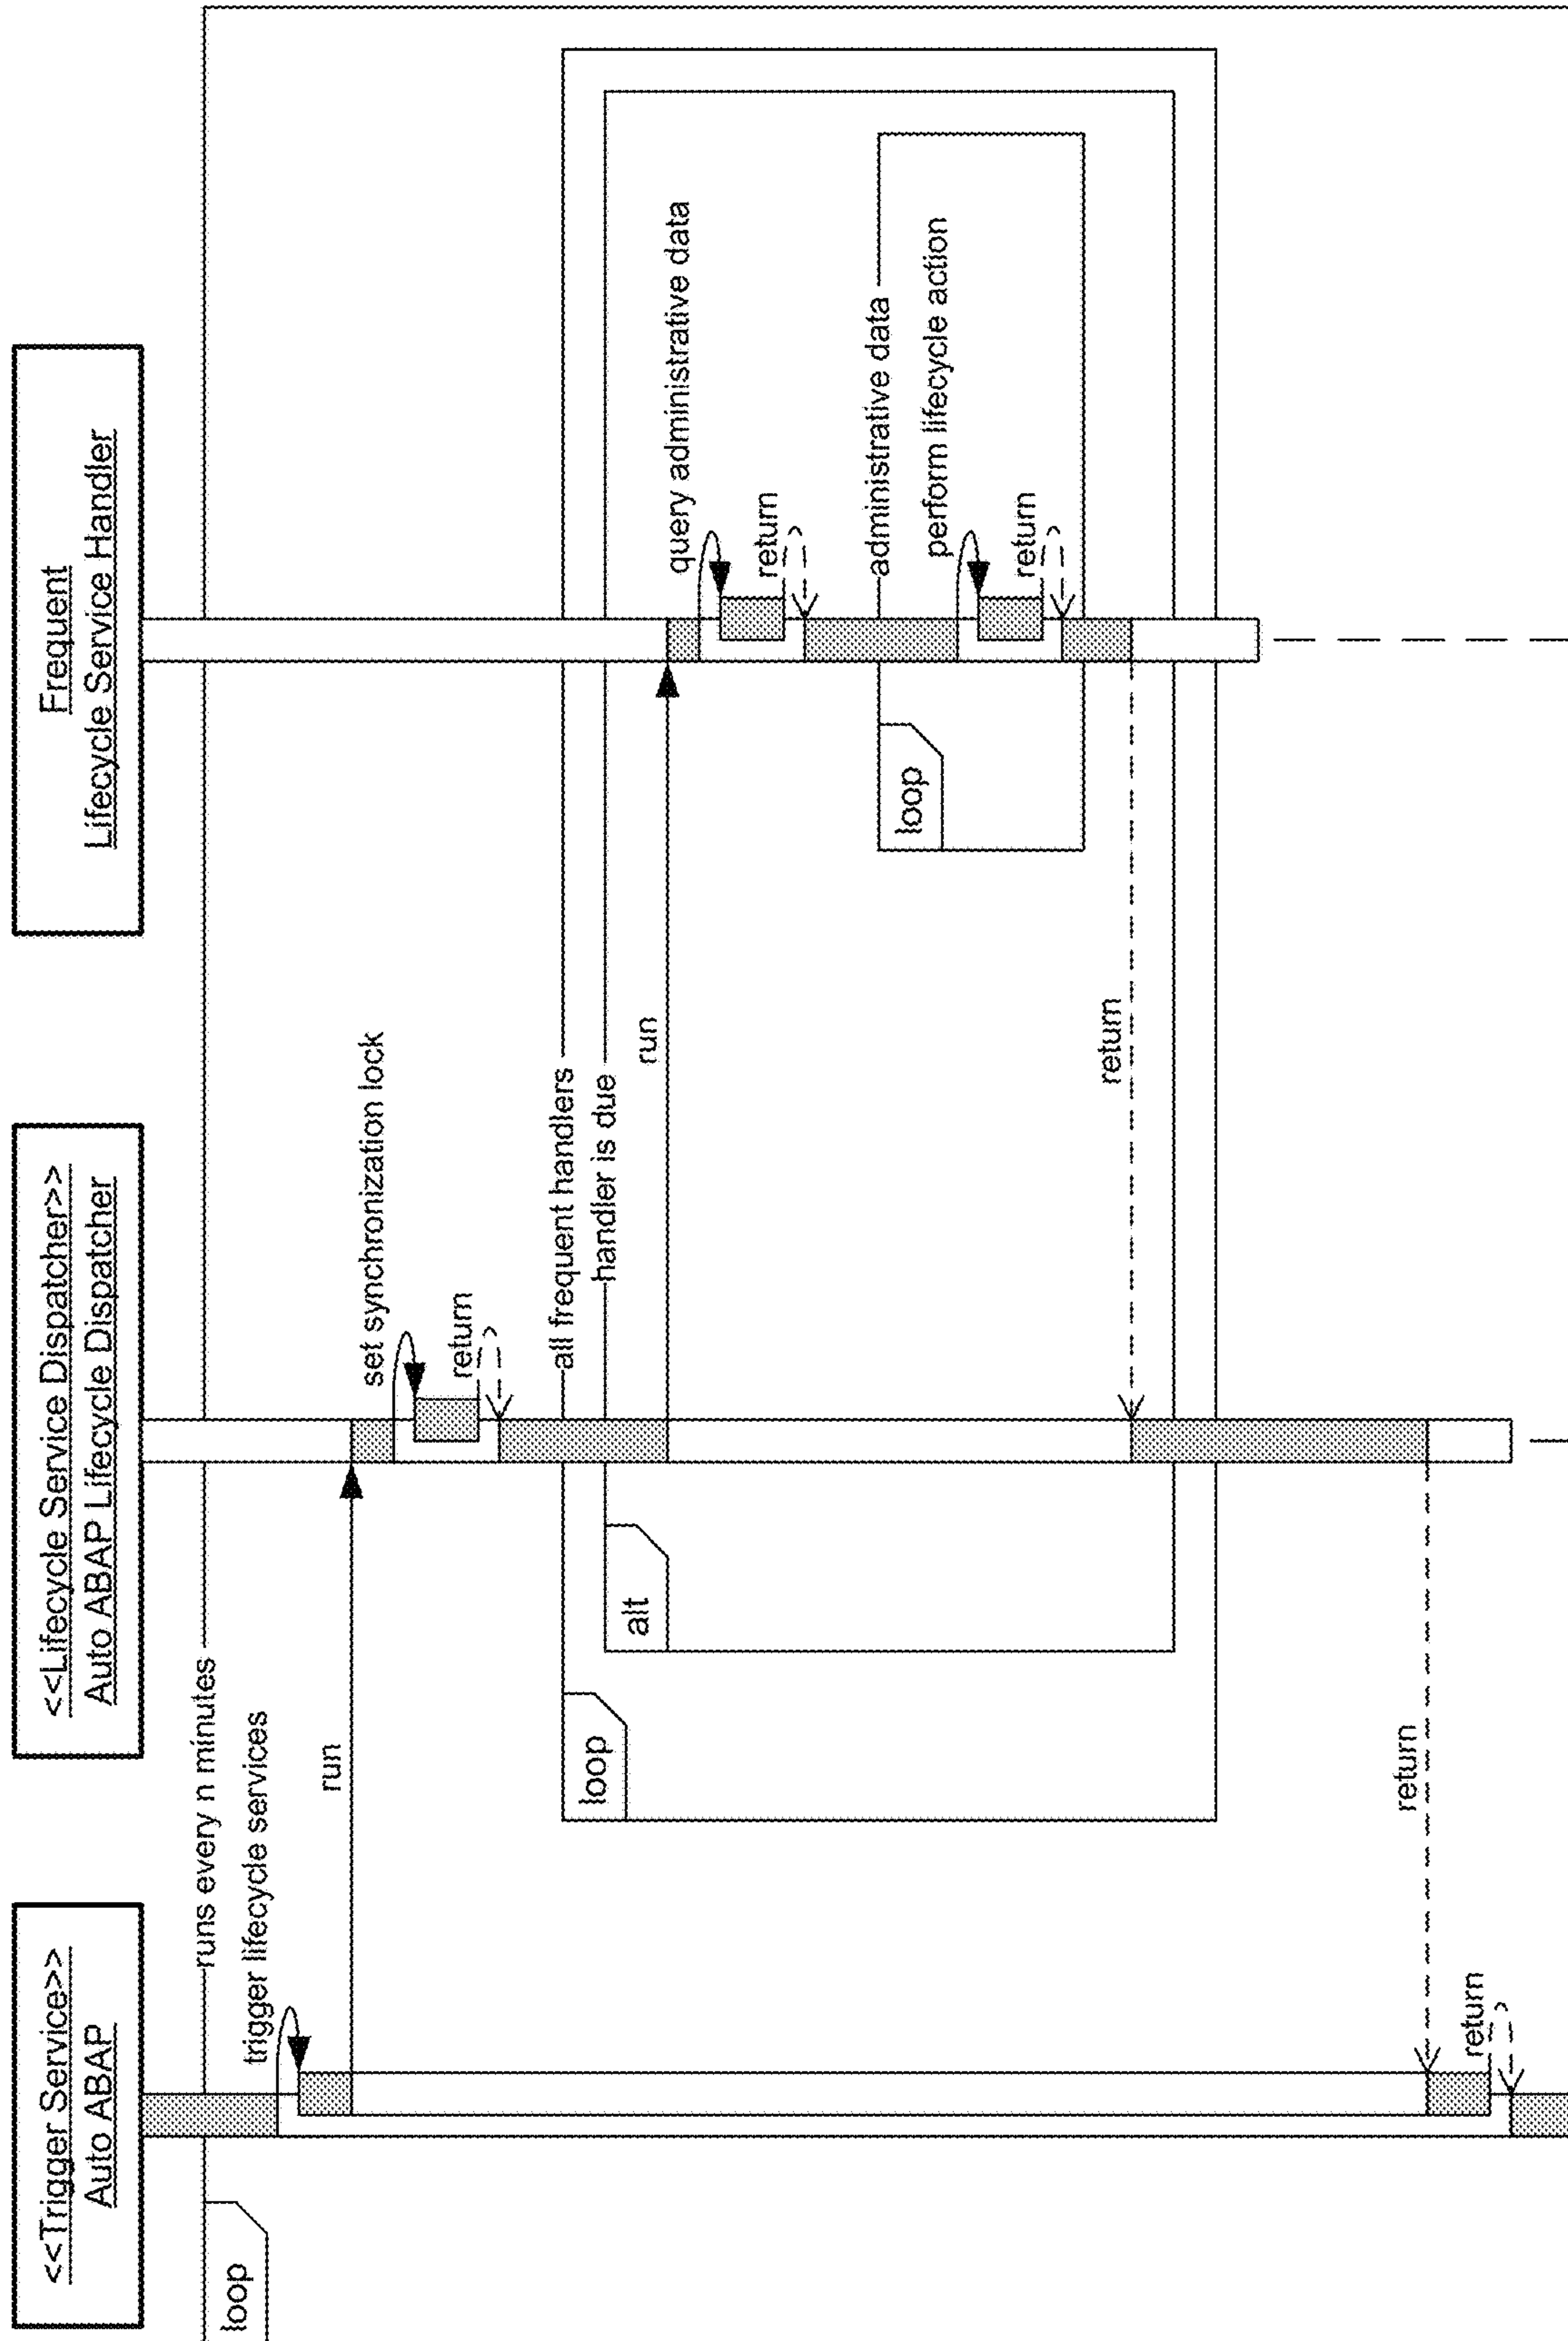 <<Trigger Service>>
Auto ABAP
<<Lifecycle Service Dispatcher>>
Auto ABAP Lifecycle Dispatcher
Frequent
Lifecycle Service Handler
loop
runs every n minutes
trigger lifecycle services
run
set synchronization lock
return
loop
all frequent handlers
alt
handler is due
run
query administrative data
return
loop
administrative data
perform lifecycle action
return
return
return
return